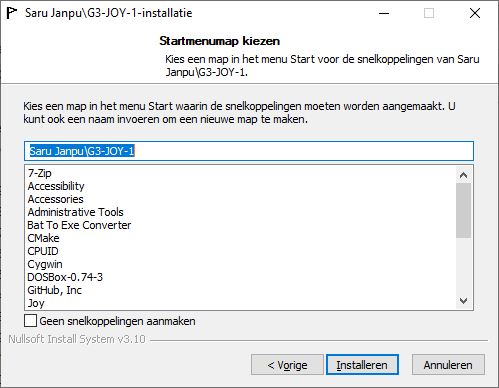 Saru Janpu\G3-JOY-1-installatie
Startmenumap kiezen
Kies een map in het menu Start voor de snelkoppelingen van Saru
Janpu\G3-JOY-1.
Kies een map in het menu Start waarin de snelkoppelingen moeten worden aangemaakt. U
kunt ook een naam invoeren om een nieuwe map te maken.
Saru Janpu\G3-JOY-1
7-Zip
Accessibility
Accessories
Administrative Tools
Bat To Exe Converter
CMake
CPUID
Cygwin
DOSBox-0.74-3
GitHub, Inc
Joy
Geen snelkoppelingen aanmaken
Nullsoft Install System v3.10
< Vorige
Installeren
Annuleren